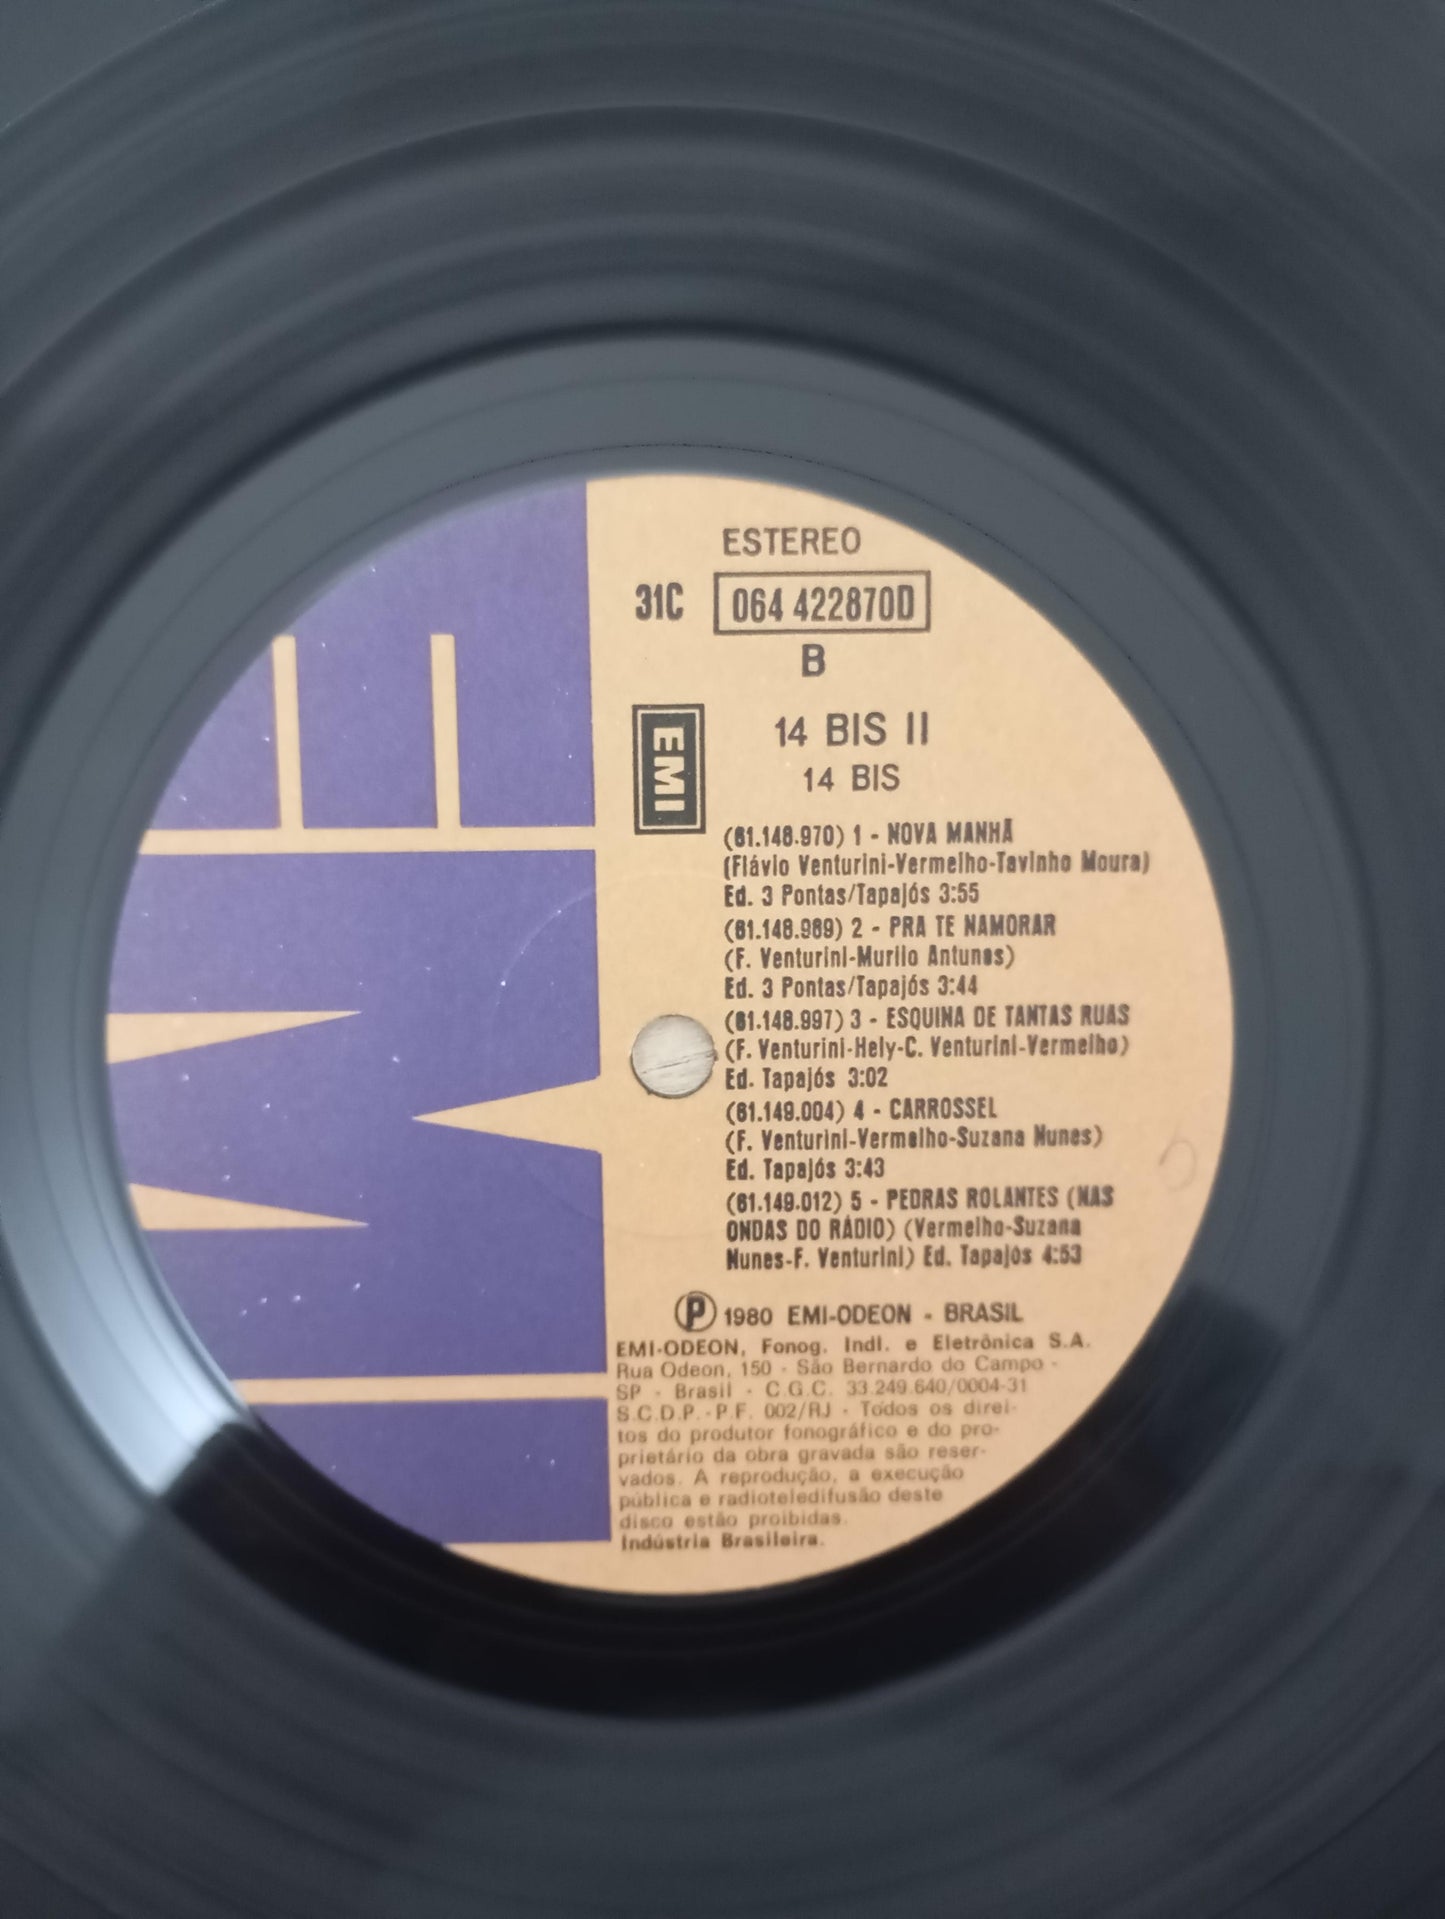 ESTEREO
31C 064 422870D
B
EMI
14 BIS II
14 BIS
(61.148.970) 1 - NOVA MANHÃ
(Flávio Venturini-Vermelho-Tavinho Moura)
Ed. 3 Pontas/Tapajós 3:55
(61.148.989) 2 - PRA TE NAMORAR
(F. Venturini-Murilo Antunes)
Ed. 3 Pontas/Tapajós 3:44
(61.148.997) 3 - ESQUINA DE TANTAS RUAS
(F. Venturini-Hely-C. Venturini-Vermelho)
Ed. Tapajós 3:02
(61.149.004) 4 - CARROSSEL
(F. Venturini-Vermelho-Suzana Nunes)
Ed. Tapajós 3:43
(61.149.012) 5 - PEDRAS ROLANTES (NAS
ONDAS DO RÁDIO) (Vermelho-Suzana
Nunes-F. Venturini) Ed. Tapajós 4:53
Ⓟ 1980 EMI-ODEON - BRASIL
EMI-ODEON, Fonog. Indl. e Eletrônica S.A.
Rua Odeon, 150 - São Bernardo do Campo -
SP - Brasil - C.G.C. 33.249.640/0004-31
S.C.D.P. - P.F. 002/RJ - Todos os direi-
tos do produtor fonográfico e do pro-
prietário da obra gravada são reser-
vados. A reprodução, a execução
pública e radioteledifusão deste
disco estão proibidas.
Indústria Brasileira.
EMI